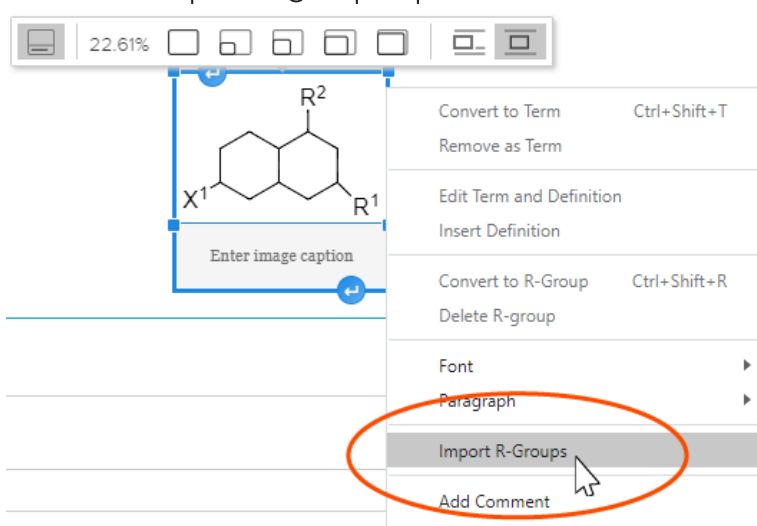 22.61%
R2
X1
R1
Enter image caption
Convert to Term Ctrl+Shift+T
Remove as Term
Edit Term and Definition
Insert Definition
Convert to R-Group Ctrl+Shift+R
Delete R-group
Font
Paragraph
Import R-Groups
Add Comment